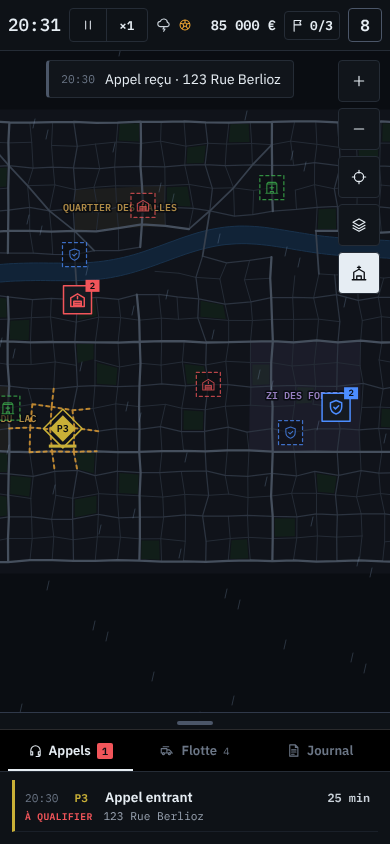 20:31 ×1 85 000 € 0/3 8
20:30 Appel reçu · 123 Rue Berlioz
QUARTIER DES LLES
2
ZI DES FO
2
DU LAC
P3
Appels 1 Flotte 4 Journal
20:30 P3 Appel entrant 25 min
À QUALIFIER 123 Rue Berlioz